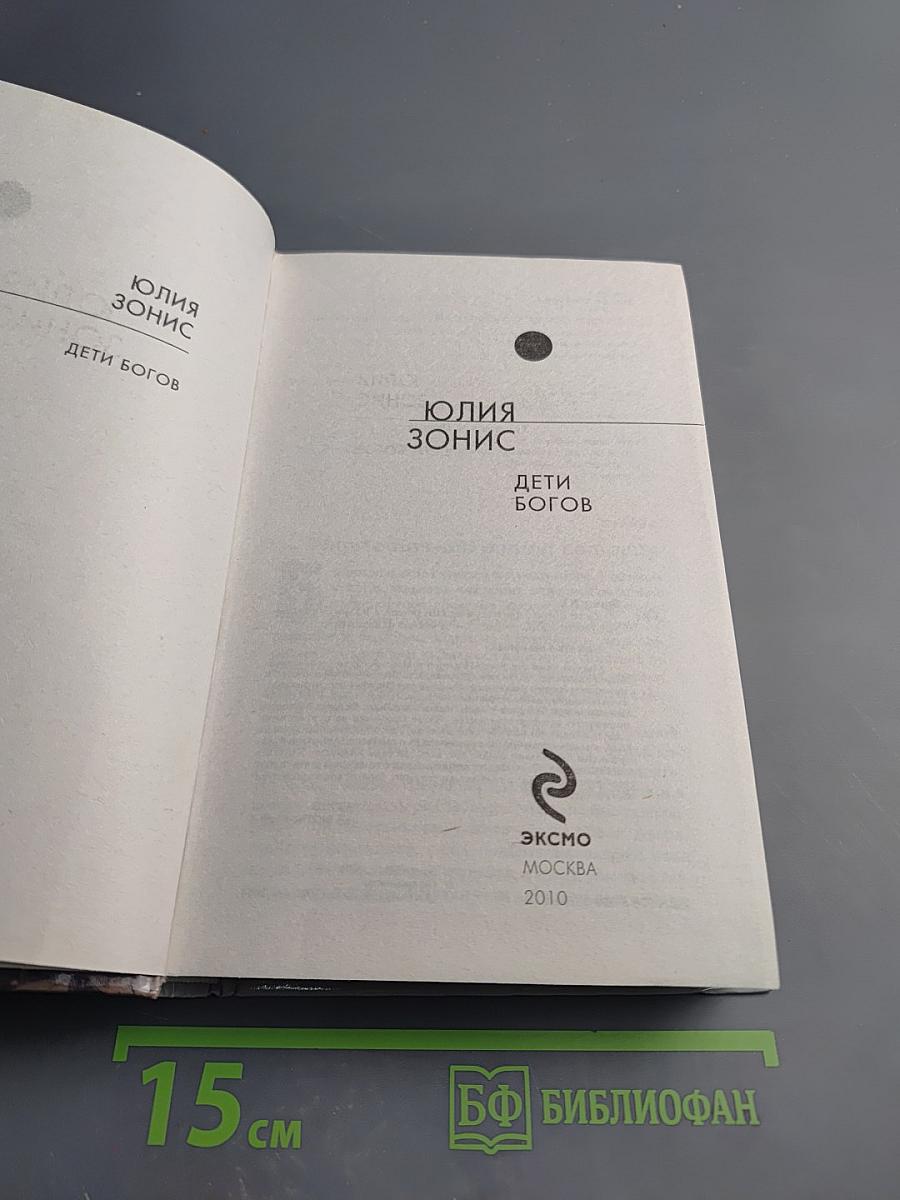 ЮЛИЯ
ЗОНИС
ДЕТИ БОГОВ
ЮЛИЯ
ЗОНИС
ДЕТИ
БОГОВ
ЭКСМО
МОСКВА
2010
15 см
БФ БИБЛИОФАН